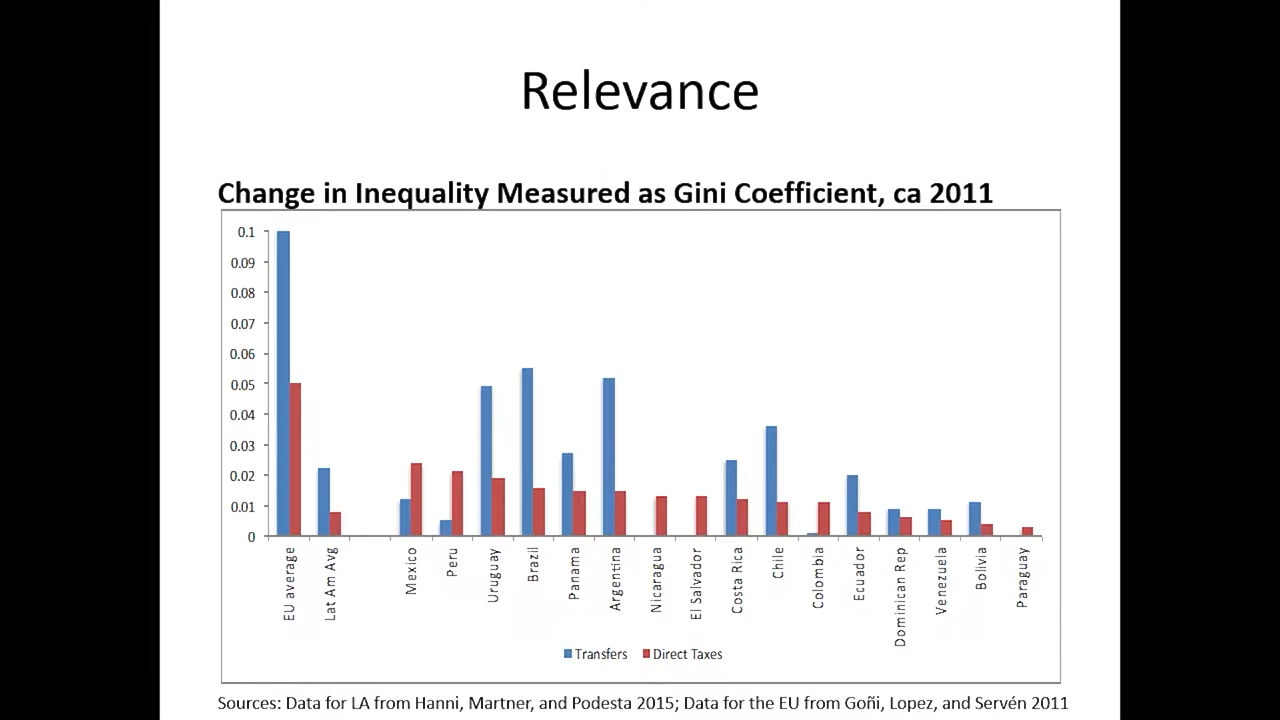 Relevance
Change in Inequality Measured as Gini Coefficient, ca 2011
0.1
0.09
0.08
0.07
0.06
0.05
0.04
0.03
0.02
0.01
0
EU average
Lat Am Avg
Mexico
Peru
Uruguay
Brazil
Panama
Argentina
Nicaragua
El Salvador
Costa Rica
Chile
Colombia
Ecuador
Dominican Rep
Venezuela
Bolivia
Paraguay
Transfers Direct Taxes
Sources: Data for LA from Hanni, Martner, and Podesta 2015; Data for the EU from Goñi, Lopez, and Servén 2011